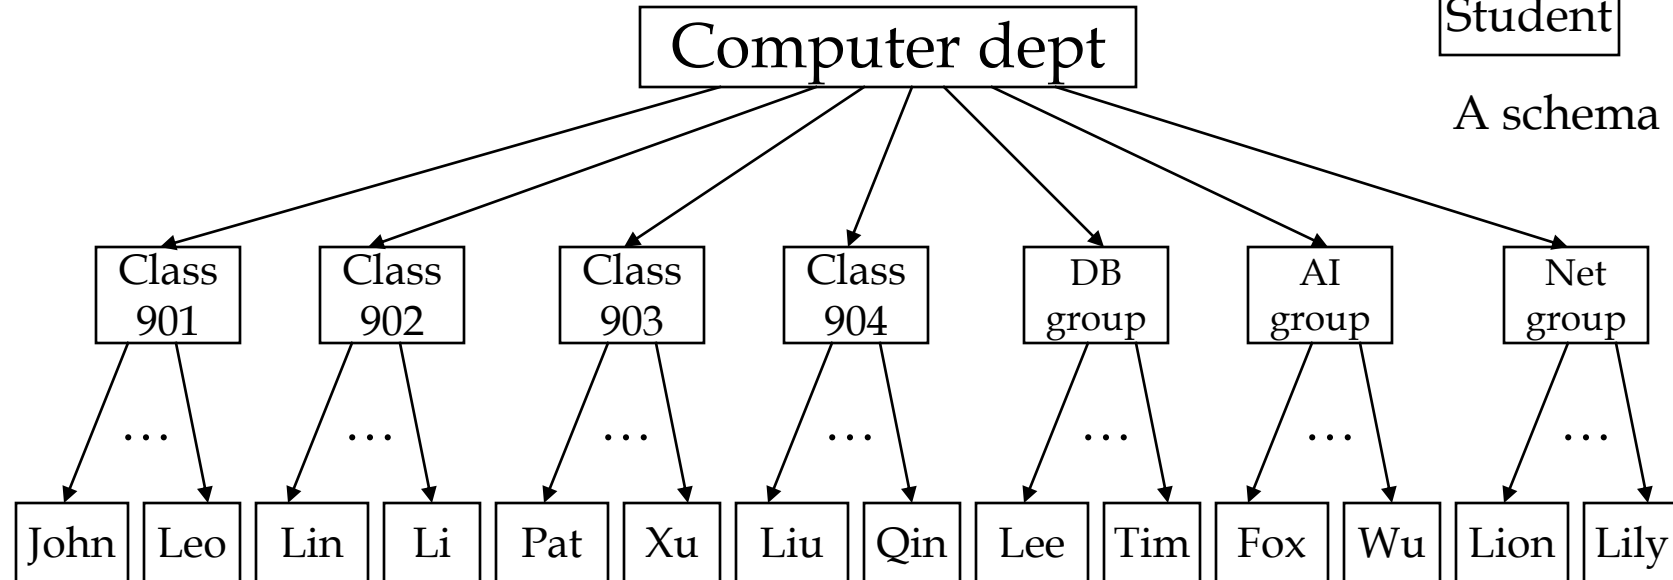 Student
Computer dept
A schema
Class
901
Class
902
Class
903
Class
904
DB
group
AI
group
Net
group
…
…
…
…
…
…
…
John
Leo
Lin
Li
Pat
Xu
Liu
Qin
Lee
Tim
Fox
Wu
Lion
Lily